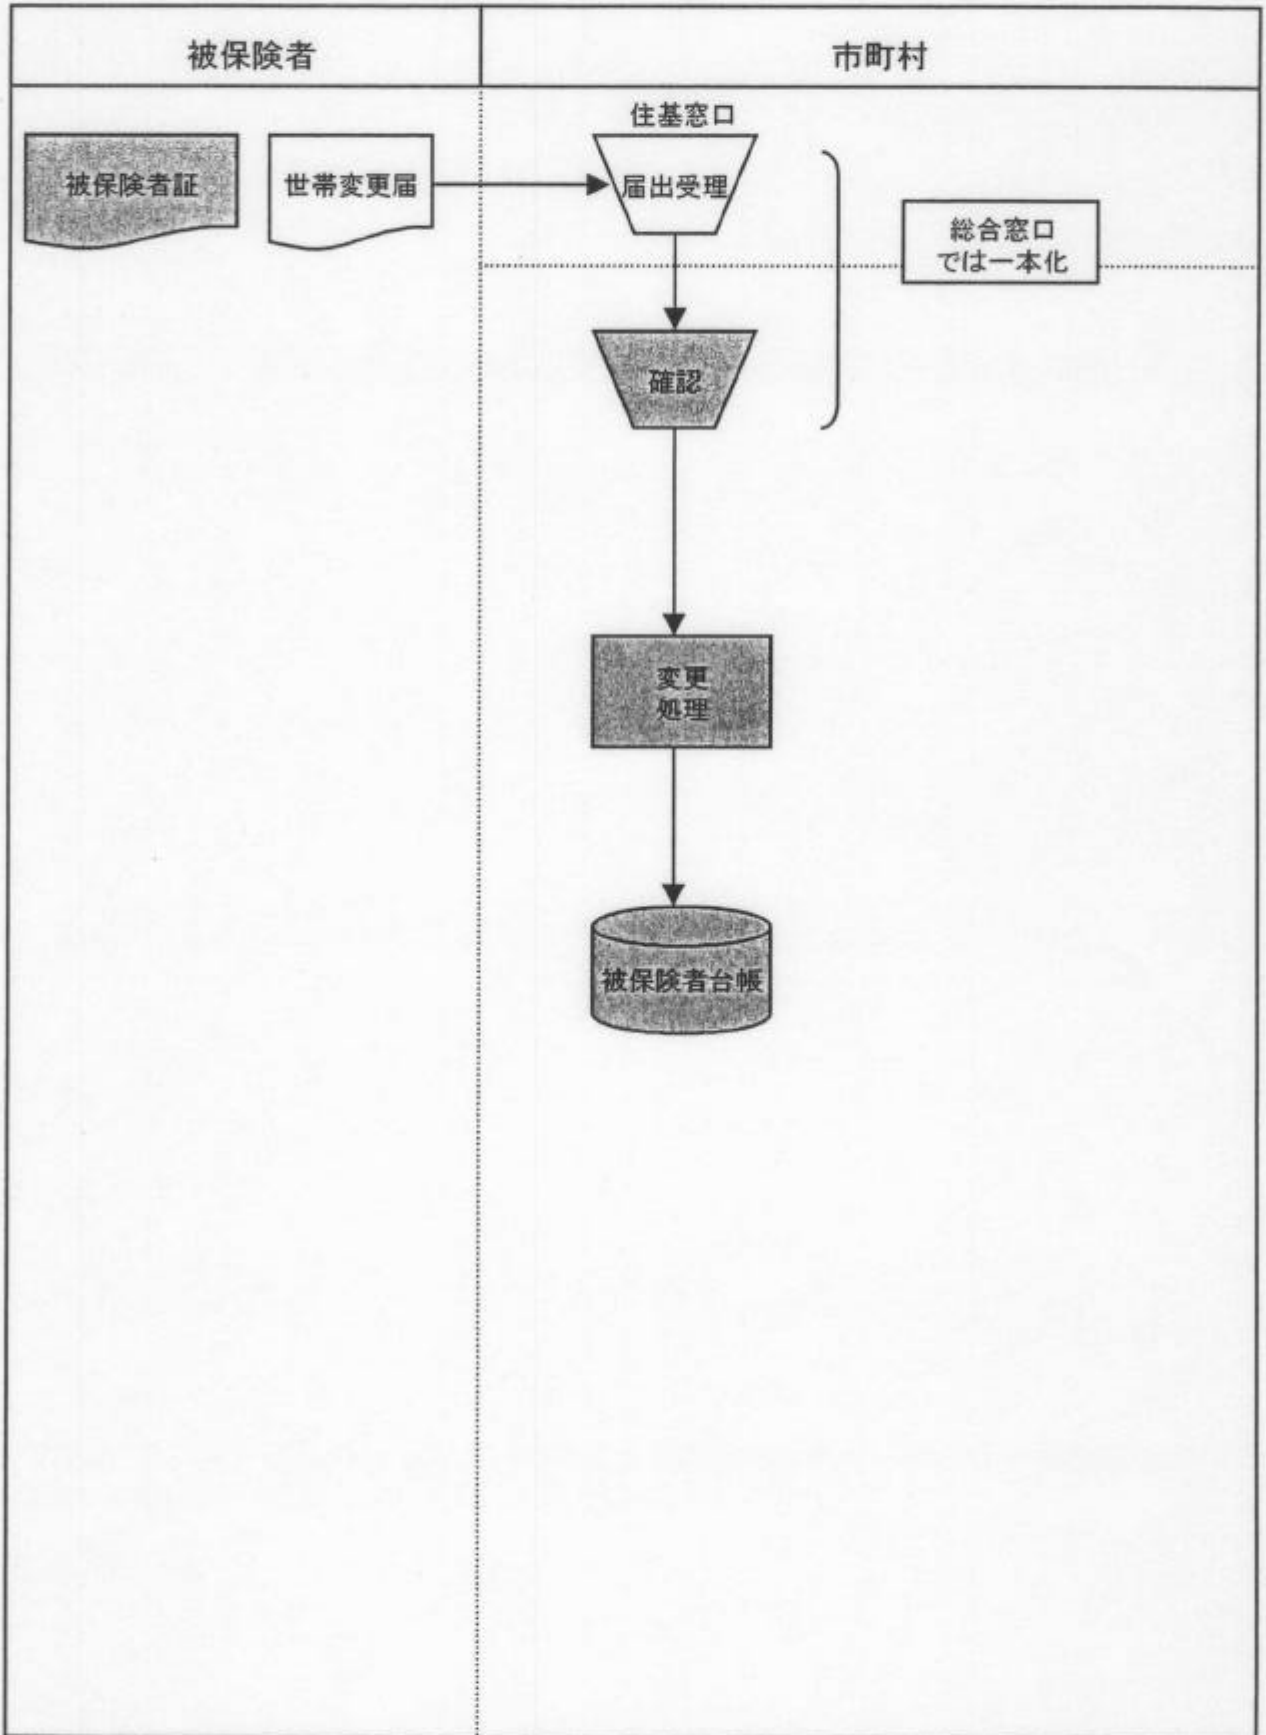 被保険者
市町村
住基窓口
被保険者証
世帯変更届
届出受理
総合窓口
では一本化
確認
変更
処理
被保険者台帳